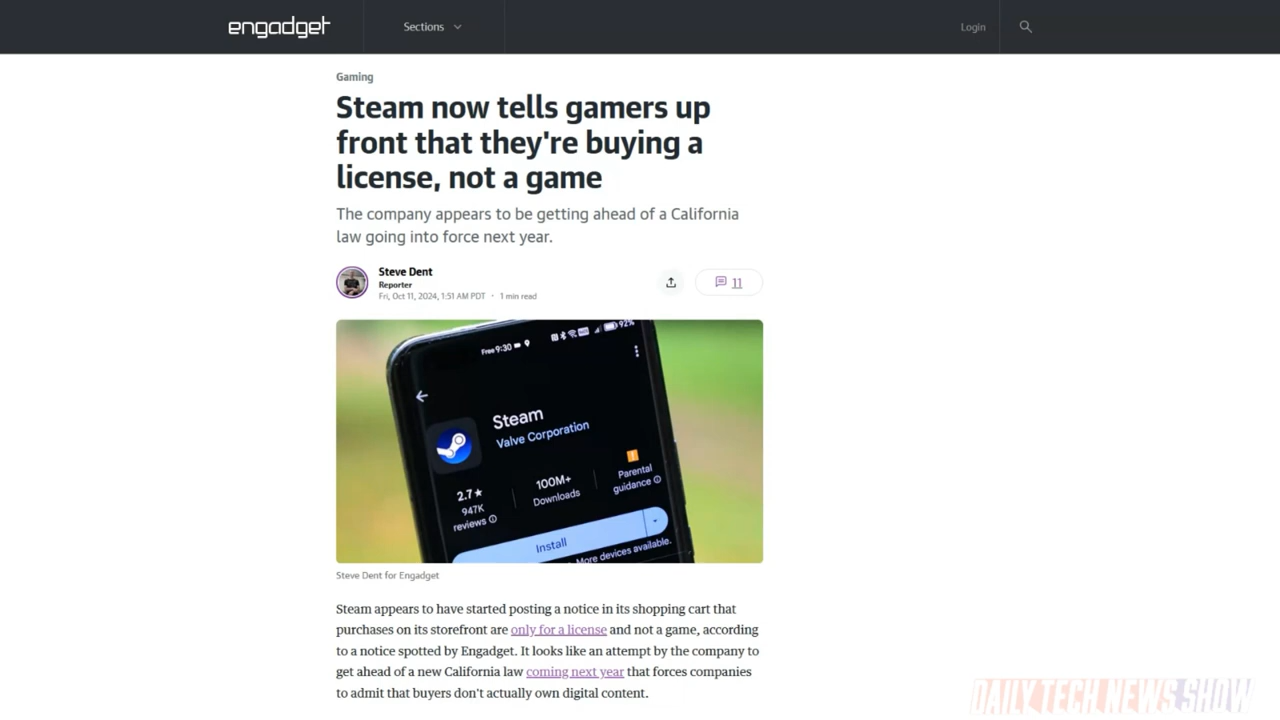 engadget
Sections
Login
Gaming
Steam now tells gamers up
front that they're buying a
license, not a game
The company appears to be getting ahead of a California
law going into force next year.
Steve Dent
Reporter
Fri, Oct 11, 2024, 1:51 AM PDT • 1 min read
11
Free 9:30
92%
Steam
Valve Corporation
2.7★
947K
reviews
100M+
Downloads
Parental
guidance
Install
More devices available.
Steve Dent for Engadget
Steam appears to have started posting a notice in its shopping cart that
purchases on its storefront are only for a license and not a game, according
to a notice spotted by Engadget. It looks like an attempt by the company to
get ahead of a new California law coming next year that forces companies
to admit that buyers don't actually own digital content.
DAILY TECH NEWS SHOW